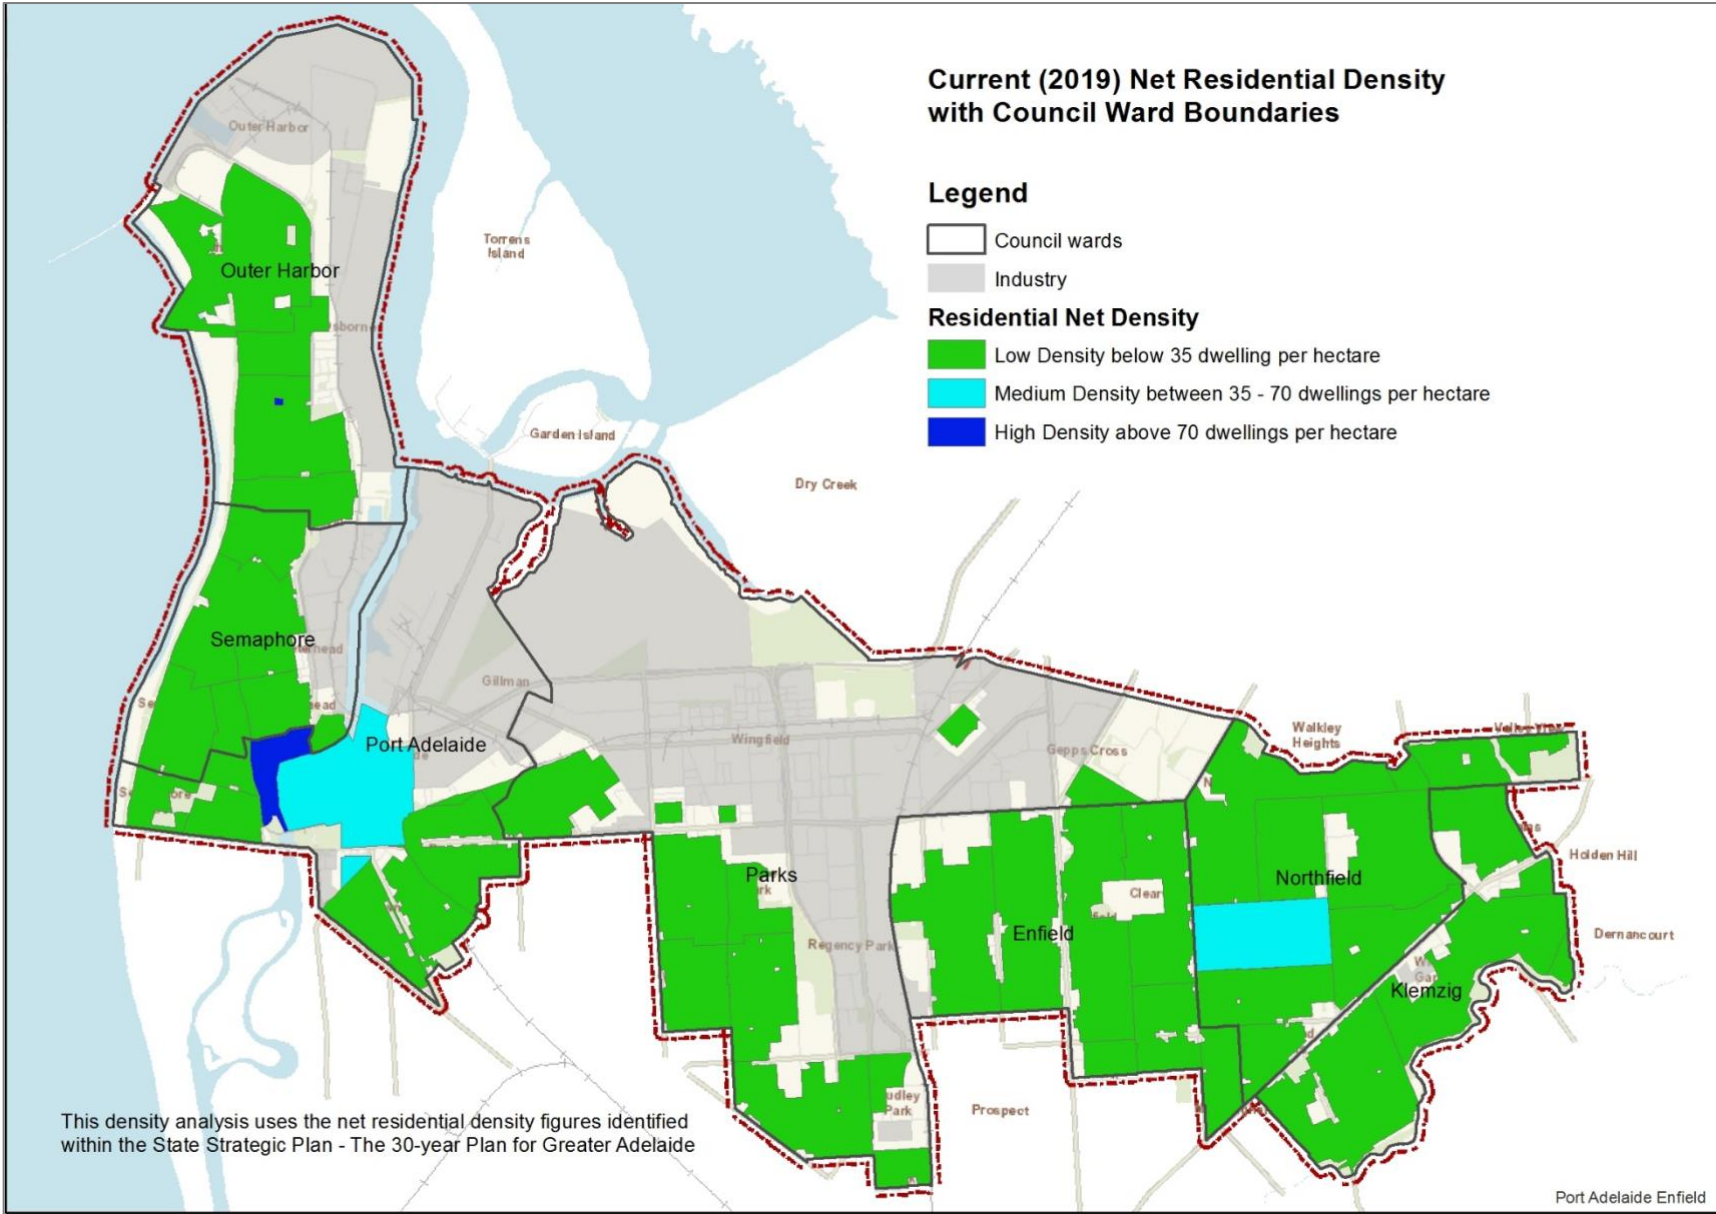 Current (2019) Net Residential Density
with Council Ward Boundaries
Legend
Council wards
Industry
Residential Net Density
Low Density below 35 dwelling per hectare
Medium Density between 35 - 70 dwellings per hectare
High Density above 70 dwellings per hectare
Outer Harbor
Torrens
Island
Outer Harbor
Garden Island
Dry Creek
Semaphore
Gillman
Port Adelaide
Wingfield
Gepps Cross
Walkley
Heights
Holden Hill
Parks
Northfield
Clear
Enfield
Regency Park
Dernancourt
Klemzig
udley
Park
Prospect
This density analysis uses the net residential density figures identified
within the State Strategic Plan - The 30-year Plan for Greater Adelaide
Port Adelaide Enfield